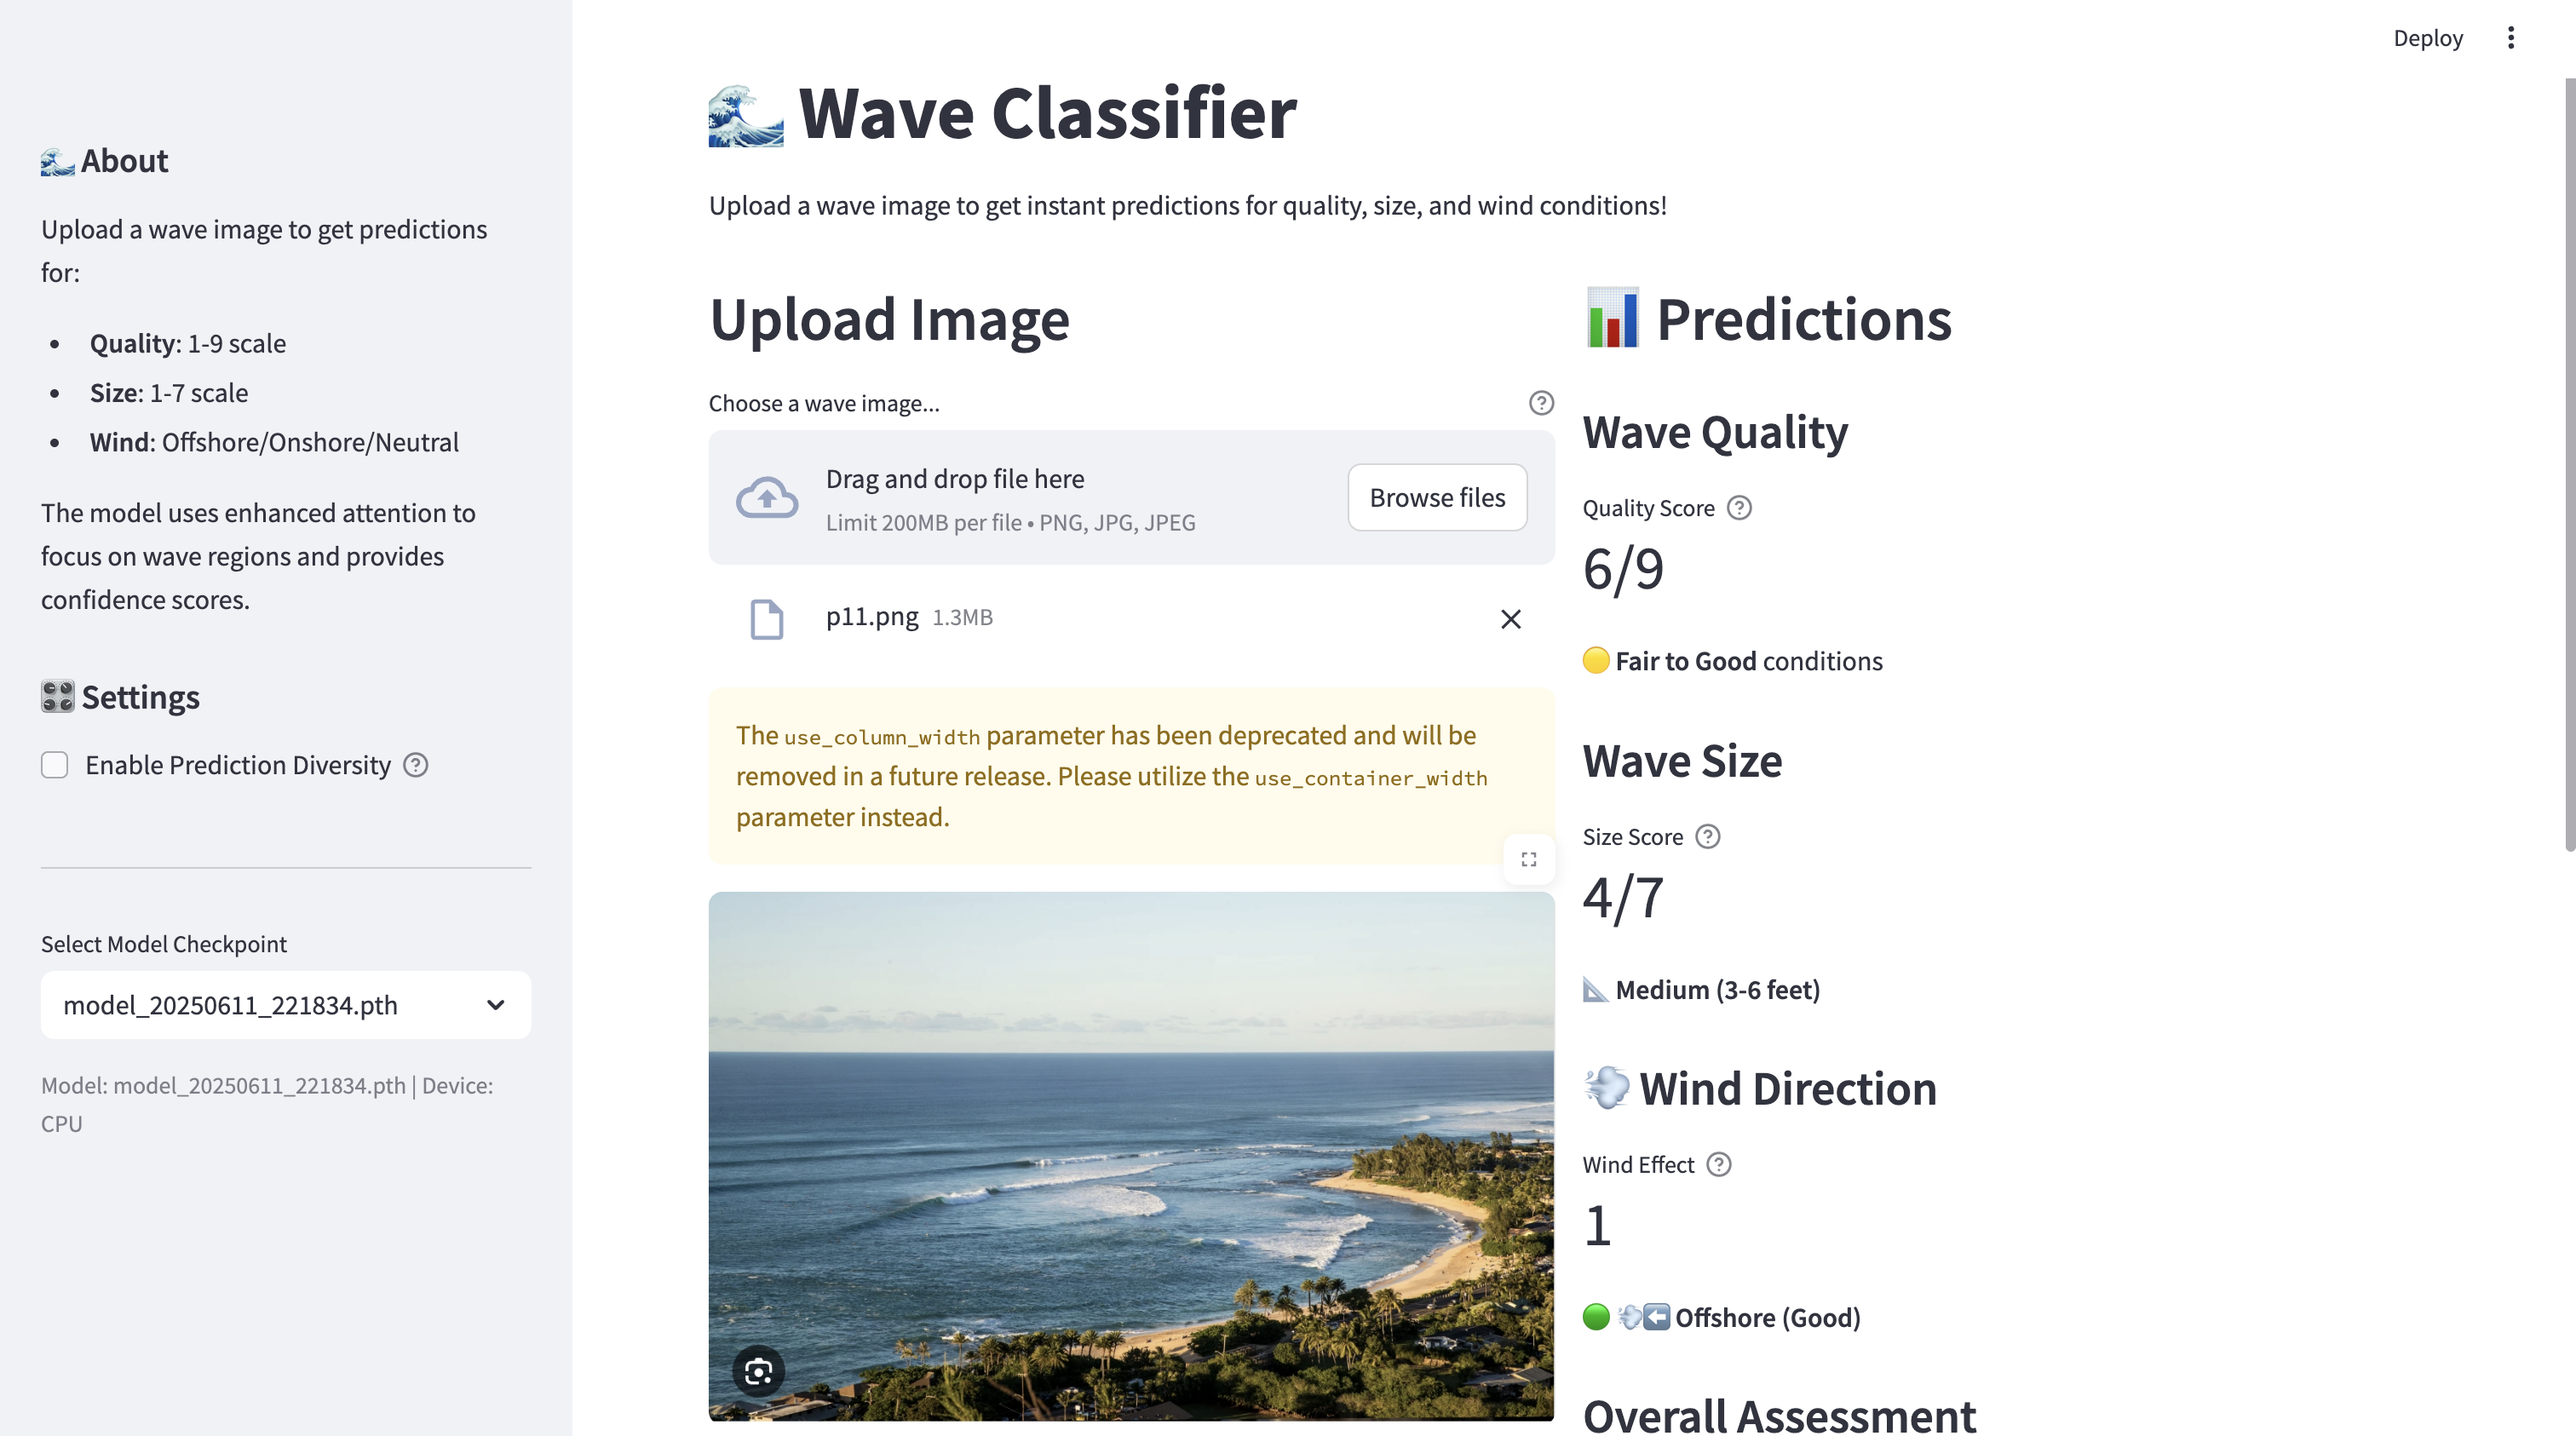 Deploy
About
Upload a wave image to get predictions
for:
Quality: 1-9 scale
Size: 1-7 scale
Wind: Offshore/Onshore/Neutral
The model uses enhanced attention to
focus on wave regions and provides
confidence scores.
Settings
Enable Prediction Diversity
Select Model Checkpoint
model_20250611_221834.pth
Model: model_20250611_221834.pth | Device:
CPU
Wave Classifier
Upload a wave image to get instant predictions for quality, size, and wind conditions!
Upload Image
Choose a wave image...
Drag and drop file here
Limit 200MB per file • PNG, JPG, JPEG
Browse files
p11.png 1.3MB
The use_column_width parameter has been deprecated and will be
removed in a future release. Please utilize the use_container_width
parameter instead.
Predictions
Wave Quality
Quality Score
6/9
Fair to Good conditions
Wave Size
Size Score
4/7
Medium (3-6 feet)
Wind Direction
Wind Effect
1
Offshore (Good)
Overall Assessment